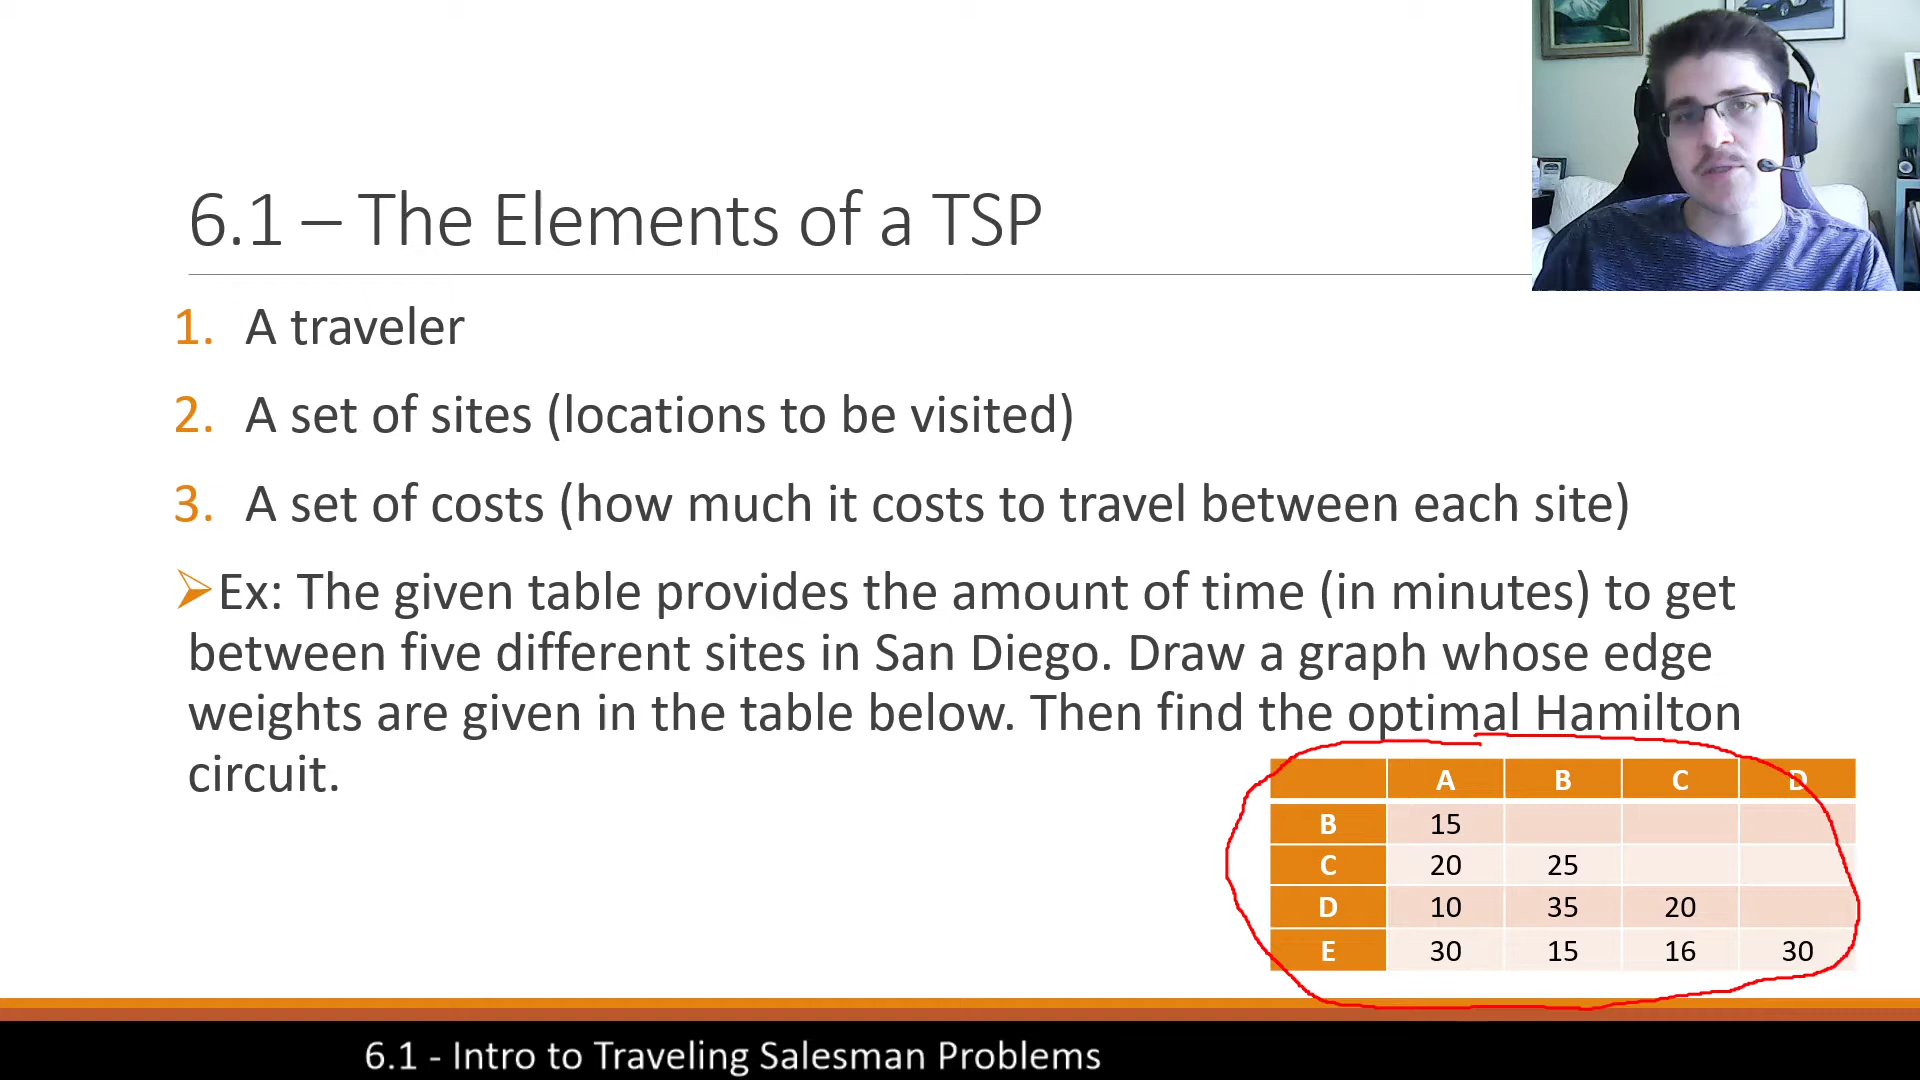 6.1 – The Elements of a TSP
1. A traveler
2. A set of sites (locations to be visited)
3. A set of costs (how much it costs to travel between each site)
Ex: The given table provides the amount of time (in minutes) to get
between five different sites in San Diego. Draw a graph whose edge
weights are given in the table below. Then find the optimal Hamilton
circuit.
A B C D
B 15
C 20 25
D 10 35 20
E 30 15 16 30
6.1 - Intro to Traveling Salesman Problems